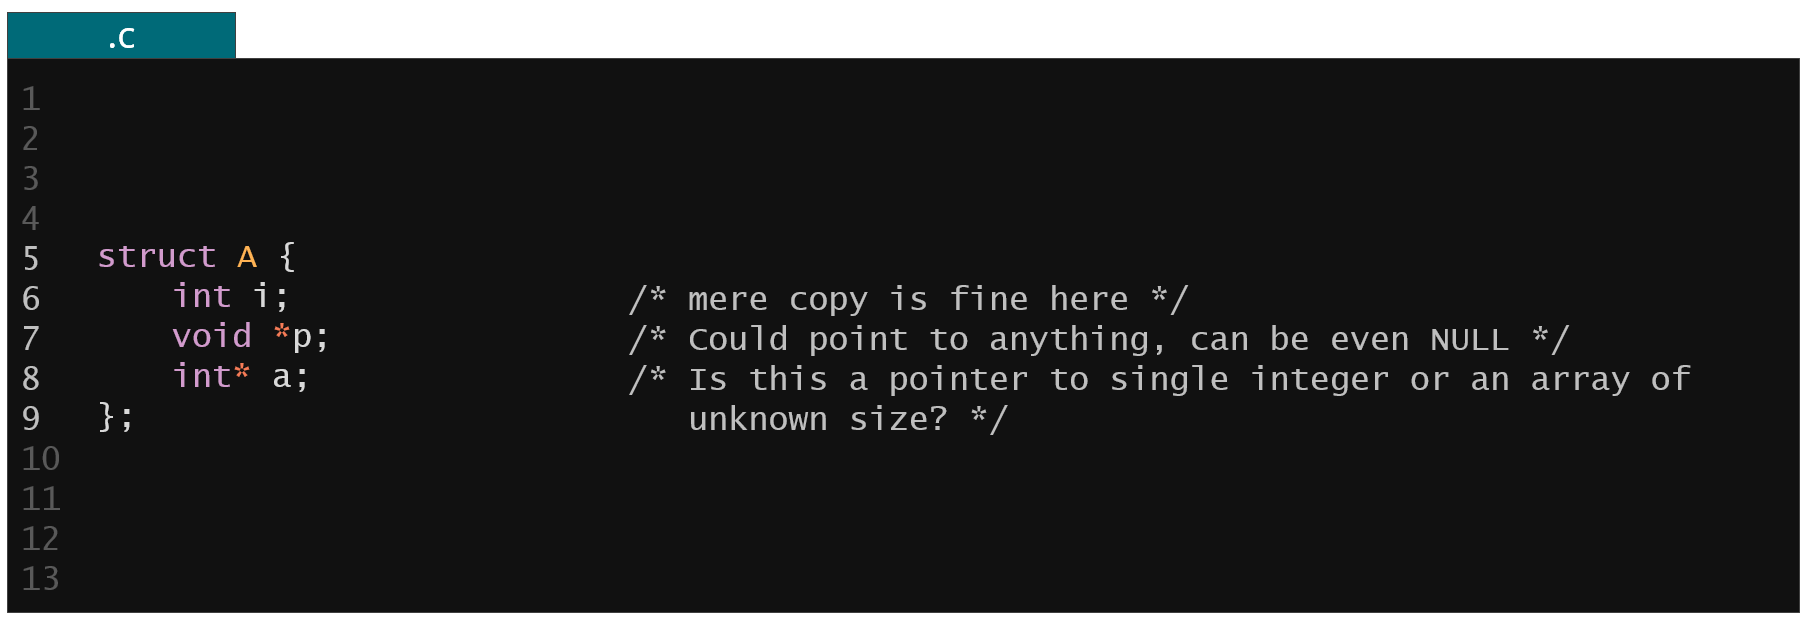 .c
1
2
3
4
5 struct A {
6 int i; /* mere copy is fine here */
7 void *p; /* Could point to anything, can be even NULL */
8 int* a; /* Is this a pointer to single integer or an array of
9 }; unknown size? */
10
11
12
13